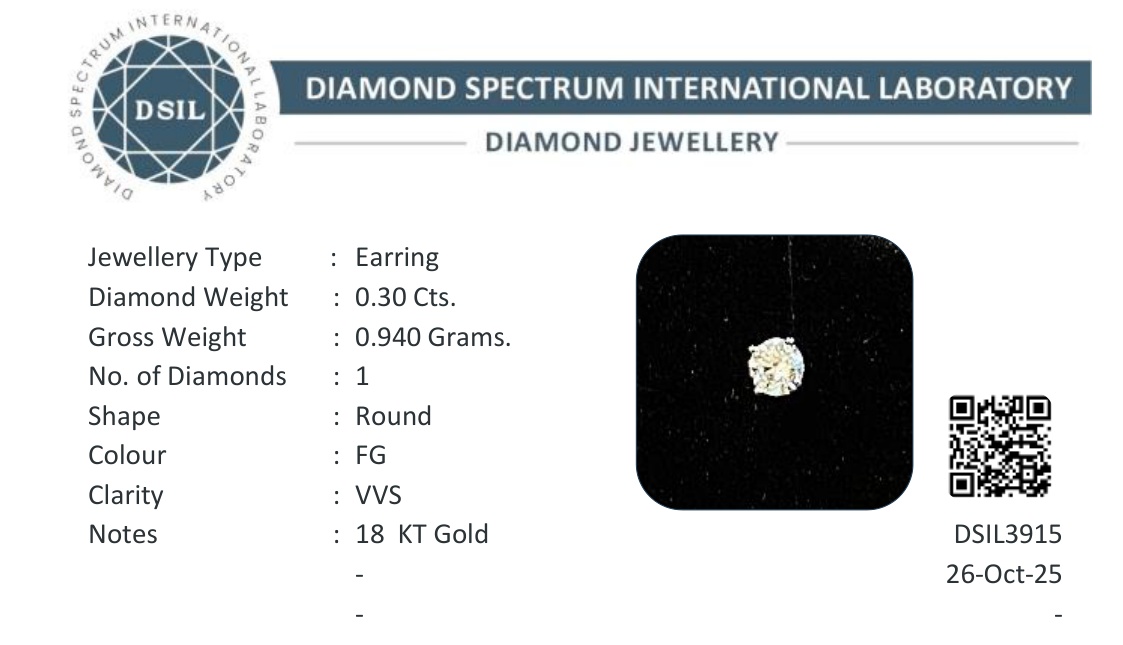 DIAMOND SPECTRUM INTERNATIONAL LABORATORY
DSIL
DIAMOND SPECTRUM INTERNATIONAL LABORATORY
DIAMOND JEWELLERY
Jewellery Type : Earring
Diamond Weight : 0.30 Cts.
Gross Weight : 0.940 Grams.
No. of Diamonds : 1
Shape : Round
Colour : FG
Clarity : VVS
Notes : 18 KT Gold
-
-
DSIL3915
26-Oct-25
-